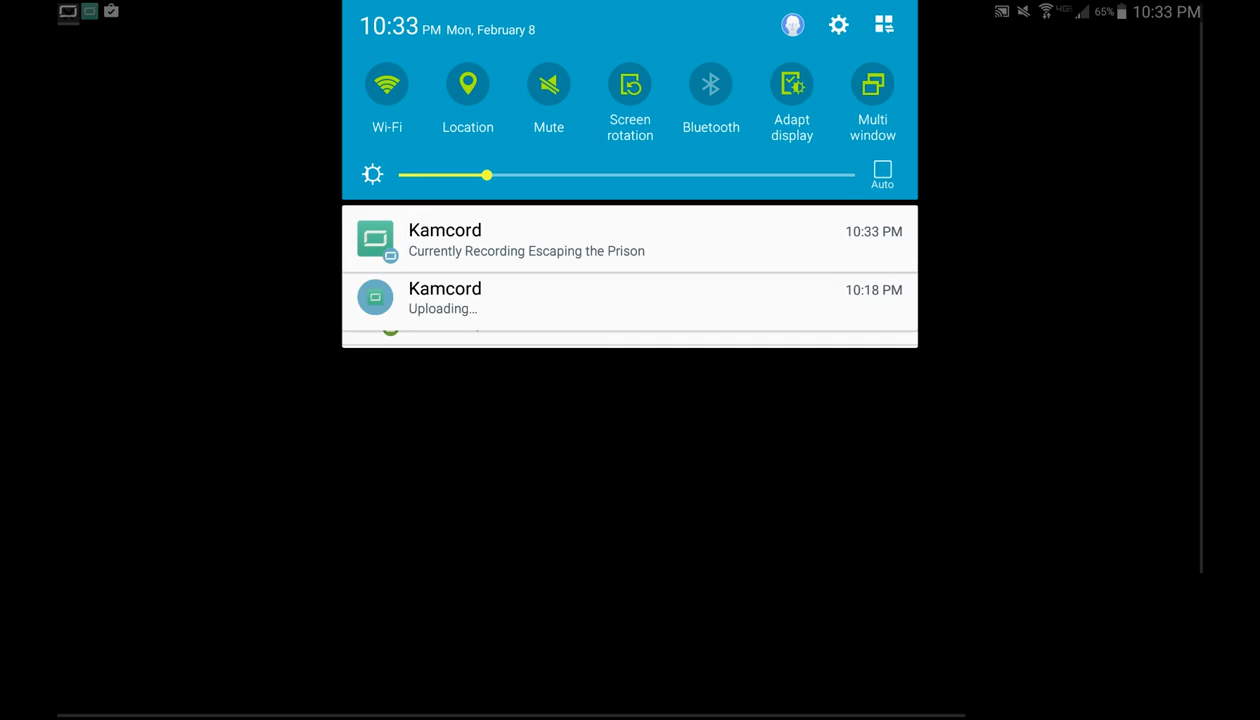 65% 10:33 PM
10:33 PM Mon, February 8
Wi-Fi
Location
Mute
Screen
rotation
Bluetooth
Adapt
display
Multi
window
Auto
Kamcord
10:33 PM
Currently Recording Escaping the Prison
Kamcord
10:18 PM
Uploading...